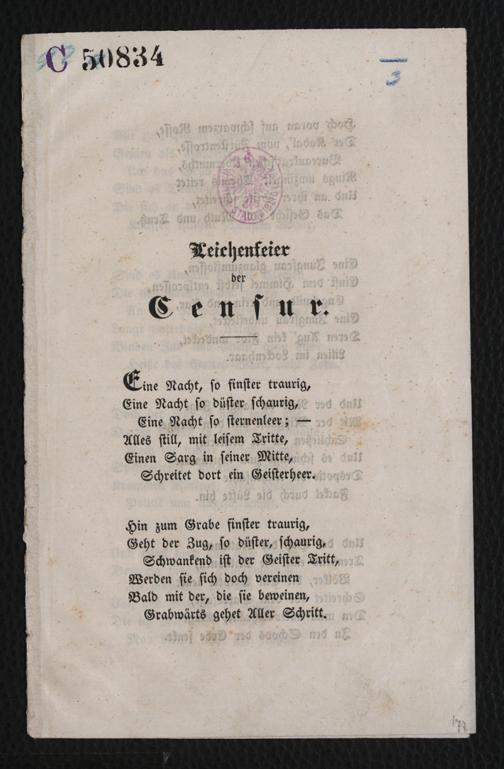 C 50834
3
Leichenfeier
der
Censur.
Eine Nacht, so finster traurig,
Eine Nacht so düster schaurig,
Eine Nacht so sternenleer; —
Alles still, mit leisem Tritte,
Einen Sarg in seiner Mitte,
Schreitet dort ein Geisterheer.
Hin zum Grabe finster traurig,
Geht der Zug, so düster, schaurig,
Schwankend ist der Geister Tritt,
Werden sie sich doch vereinen
Bald mit der, die sie beweinen,
Grabwärts gehet Aller Schritt.